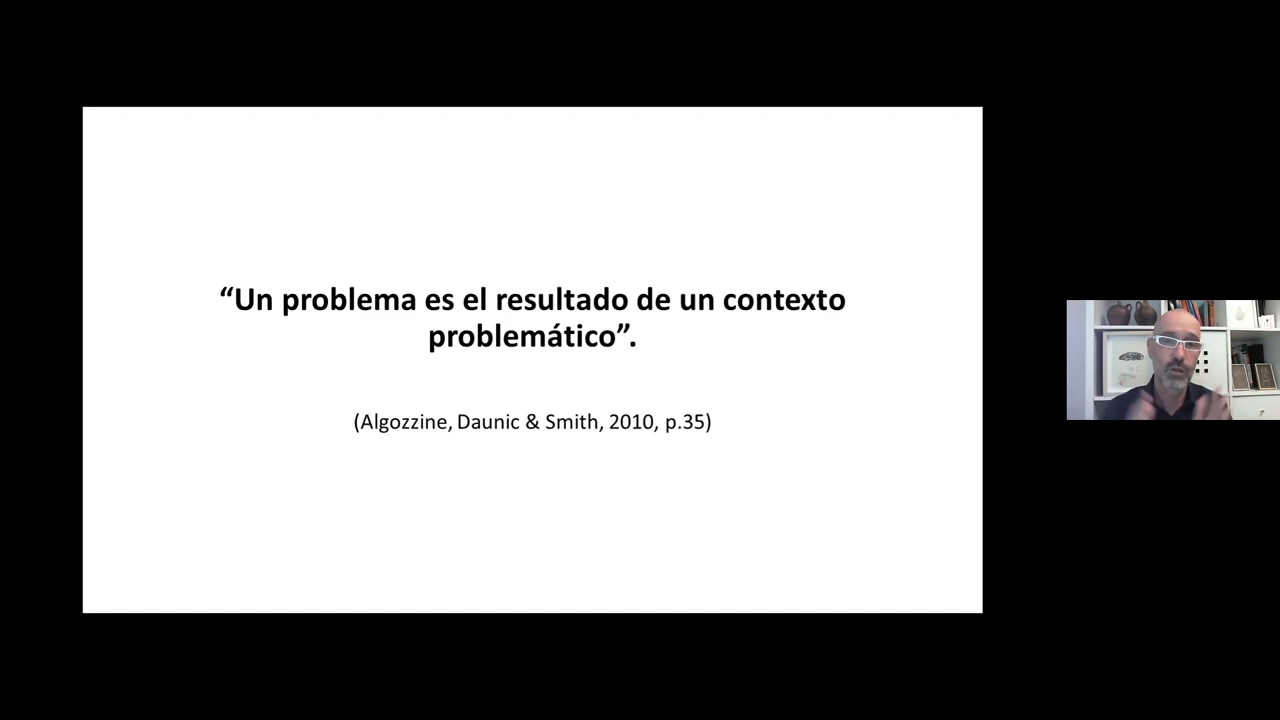 “Un problema es el resultado de un contexto
problemático”.
(Algozzine, Daunic & Smith, 2010, p.35)